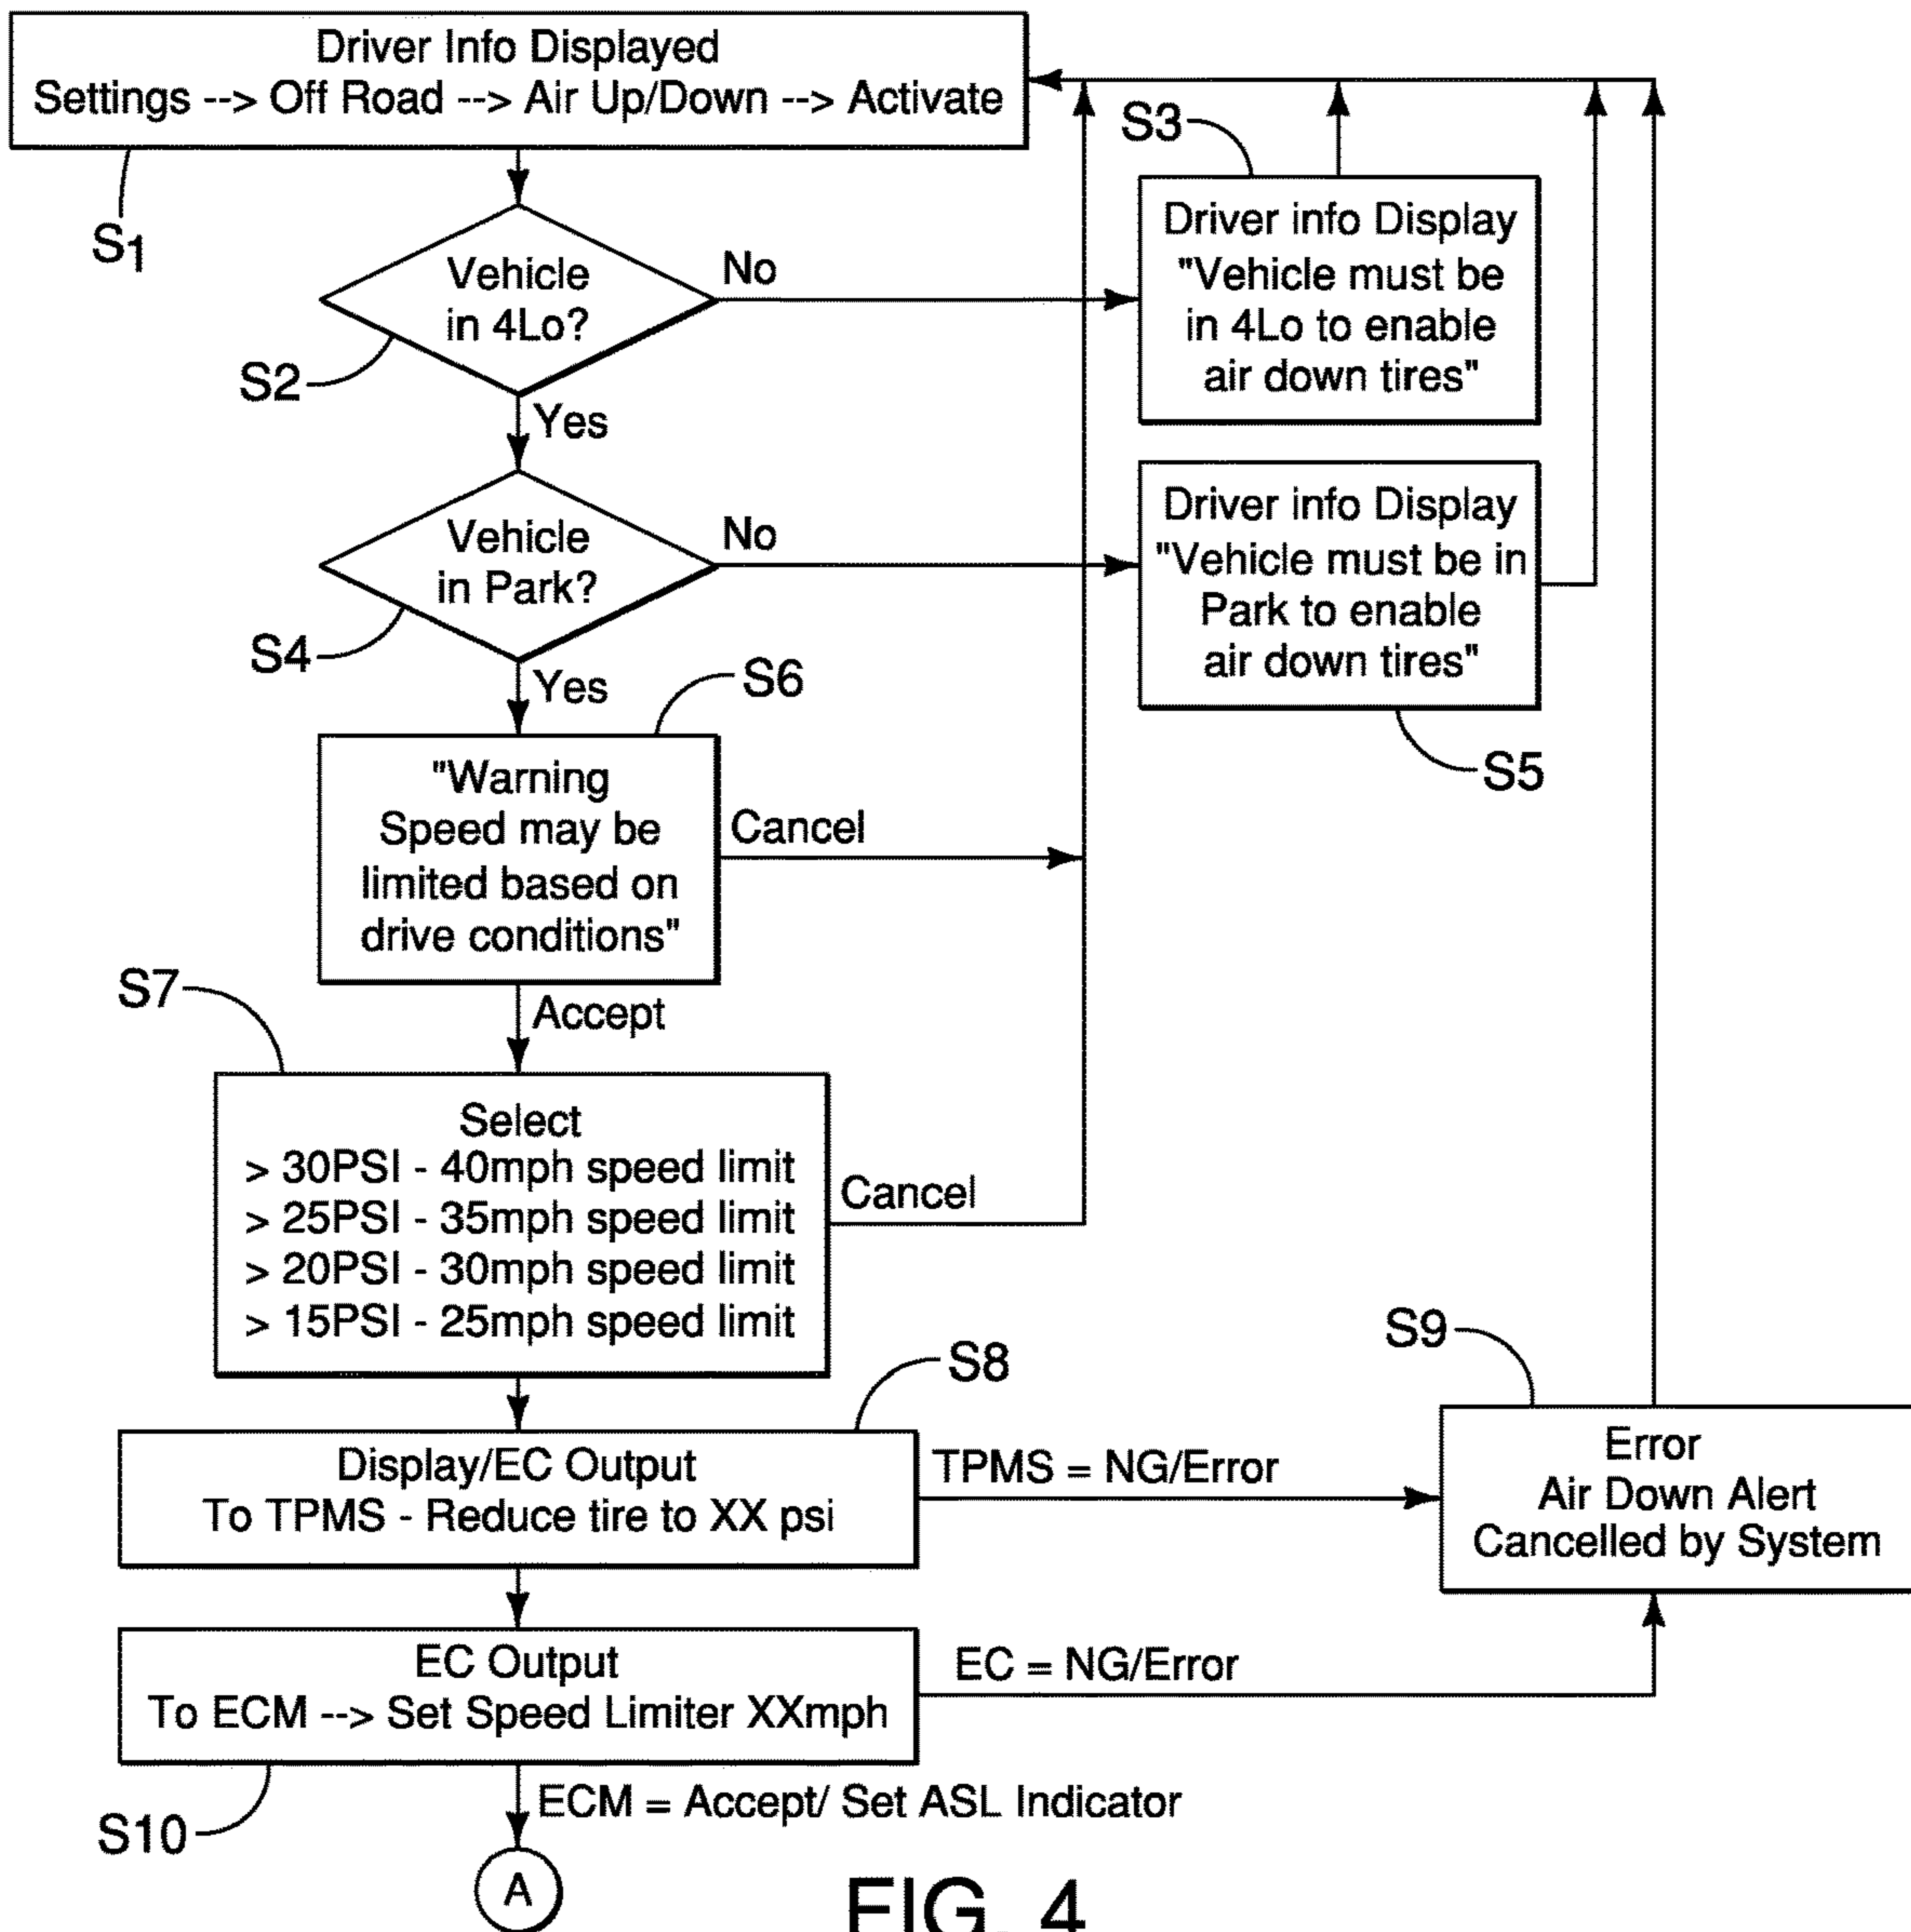 Driver Info Displayed
Settings --> Off Road --> Air Up/Down --> Activate
S1
Vehicle
in 4Lo?
S2
No
Yes
S3
Driver info Display
"Vehicle must be
in 4Lo to enable
air down tires"
Vehicle
in Park?
S4
No
Yes
Driver info Display
"Vehicle must be in
Park to enable
air down tires"
S5
S6
"Warning
Speed may be
limited based on
drive conditions"
Cancel
Accept
S7
Select
> 30PSI - 40mph speed limit
> 25PSI - 35mph speed limit
> 20PSI - 30mph speed limit
> 15PSI - 25mph speed limit
Cancel
S8
Display/EC Output
To TPMS - Reduce tire to XX psi
TPMS = NG/Error
S9
Error
Air Down Alert
Cancelled by System
EC Output
To ECM --> Set Speed Limiter XXmph
EC = NG/Error
S10
ECM = Accept/ Set ASL Indicator
A
FIG. 4